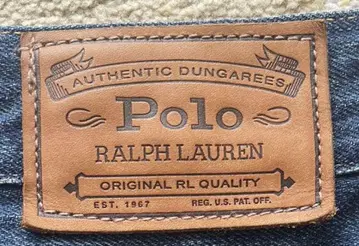 AUTHENTIC DUNGAREES
Polo
RALPH LAUREN
ORIGINAL RL QUALITY
EST. 1967 REG. U.S. PAT. OFF.